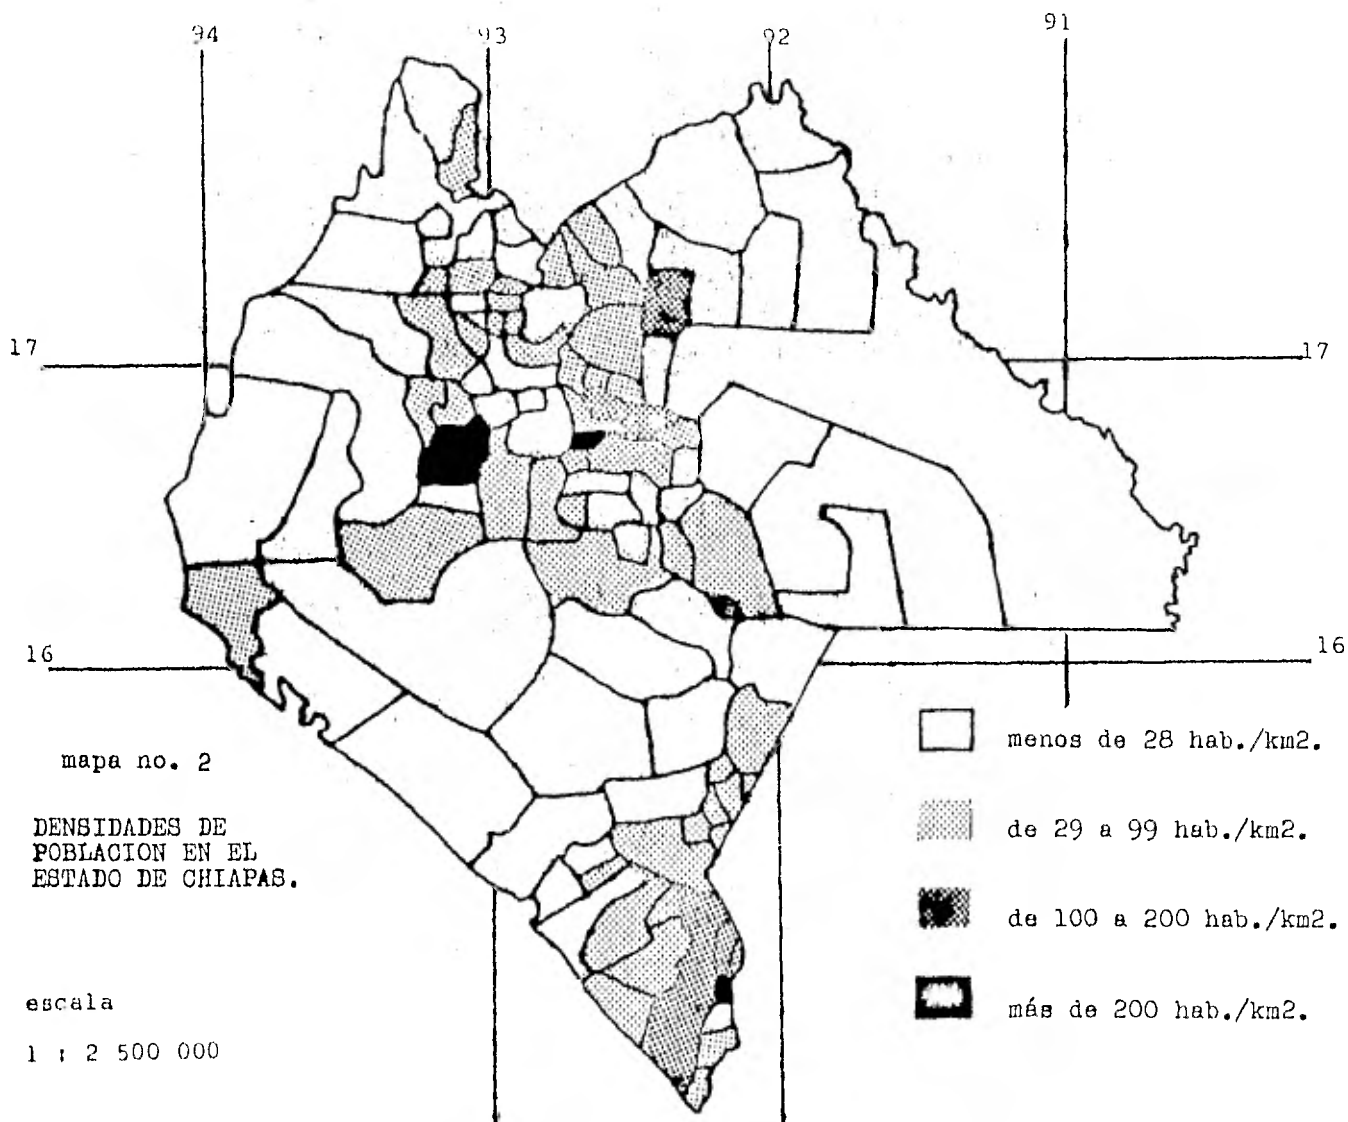 94 93 92 91
17 17
16 16
mapa no. 2
DENSIDADES DE
POBLACION EN EL
ESTADO DE CHIAPAS.
escala
1 : 2 500 000
menos de 28 hab./km2.
de 29 a 99 hab./km2.
de 100 a 200 hab./km2.
más de 200 hab./km2.